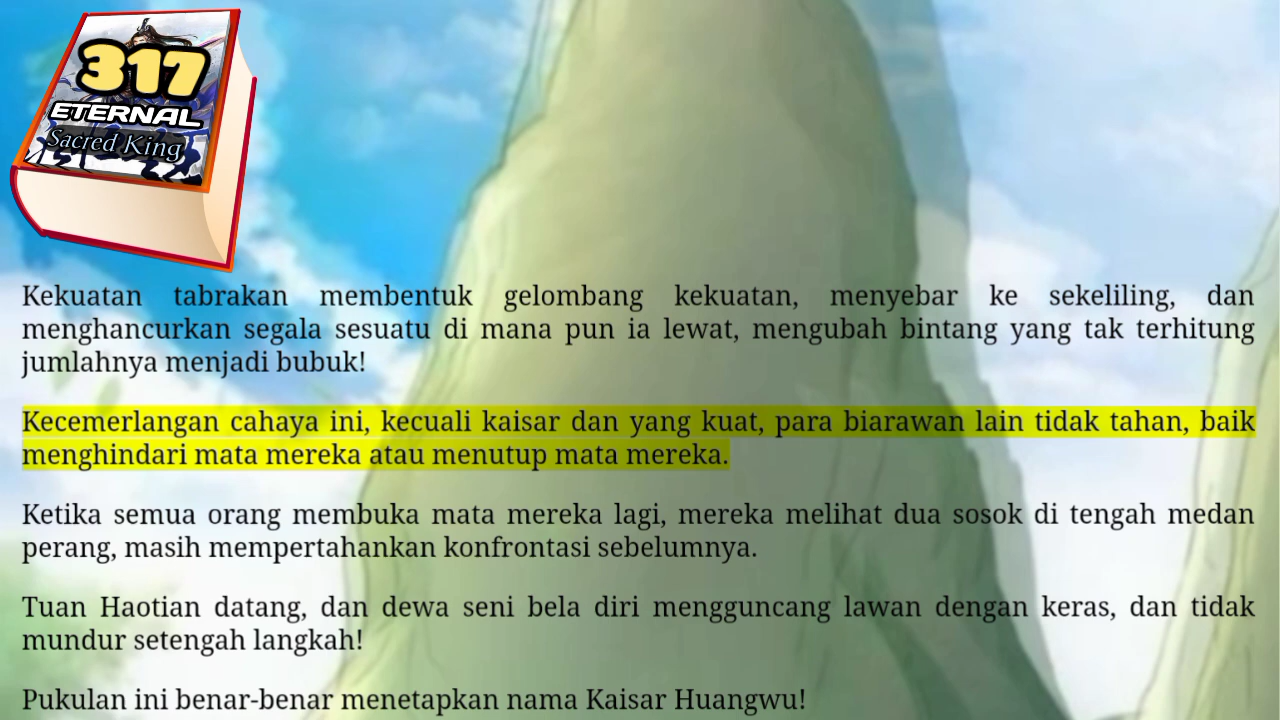 317
ETERNAL
Sacred King
Kekuatan tabrakan membentuk gelombang kekuatan, menyebar ke sekeliling, dan
menghancurkan segala sesuatu di mana pun ia lewat, mengubah bintang yang tak terhitung
jumlahnya menjadi bubuk!
Kecemerlangan cahaya ini, kecuali kaisar dan yang kuat, para biarawan lain tidak tahan, baik
menghindari mata mereka atau menutup mata mereka.
Ketika semua orang membuka mata mereka lagi, mereka melihat dua sosok di tengah medan
perang, masih mempertahankan konfrontasi sebelumnya.
Tuan Haotian datang, dan dewa seni bela diri mengguncang lawan dengan keras, dan tidak
mundur setengah langkah!
Pukulan ini benar-benar menetapkan nama Kaisar Huangwu!